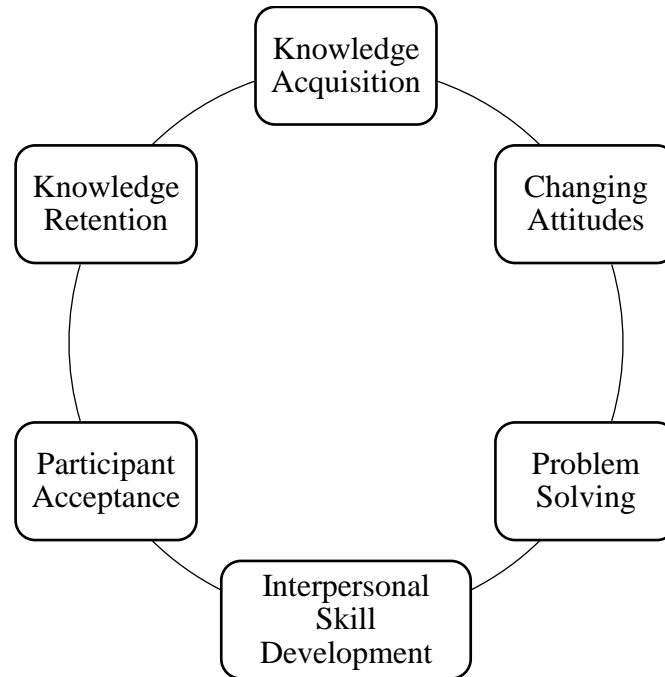 Knowledge
Acquisition
Changing
Attitudes
Problem
Solving
Interpersonal
Skill
Development
Participant
Acceptance
Knowledge
Retention